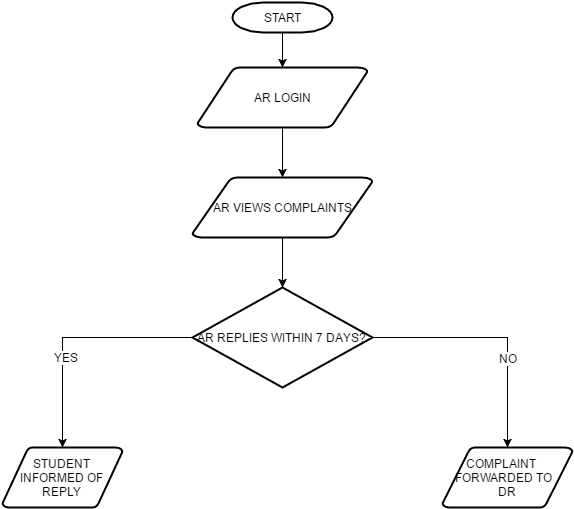 START
AR LOGIN
AR VIEWS COMPLAINTS
AR REPLIES WITHIN 7 DAYS?
YES
NO
STUDENT
INFORMED OF
REPLY
COMPLAINT
FORWARDED TO
DR